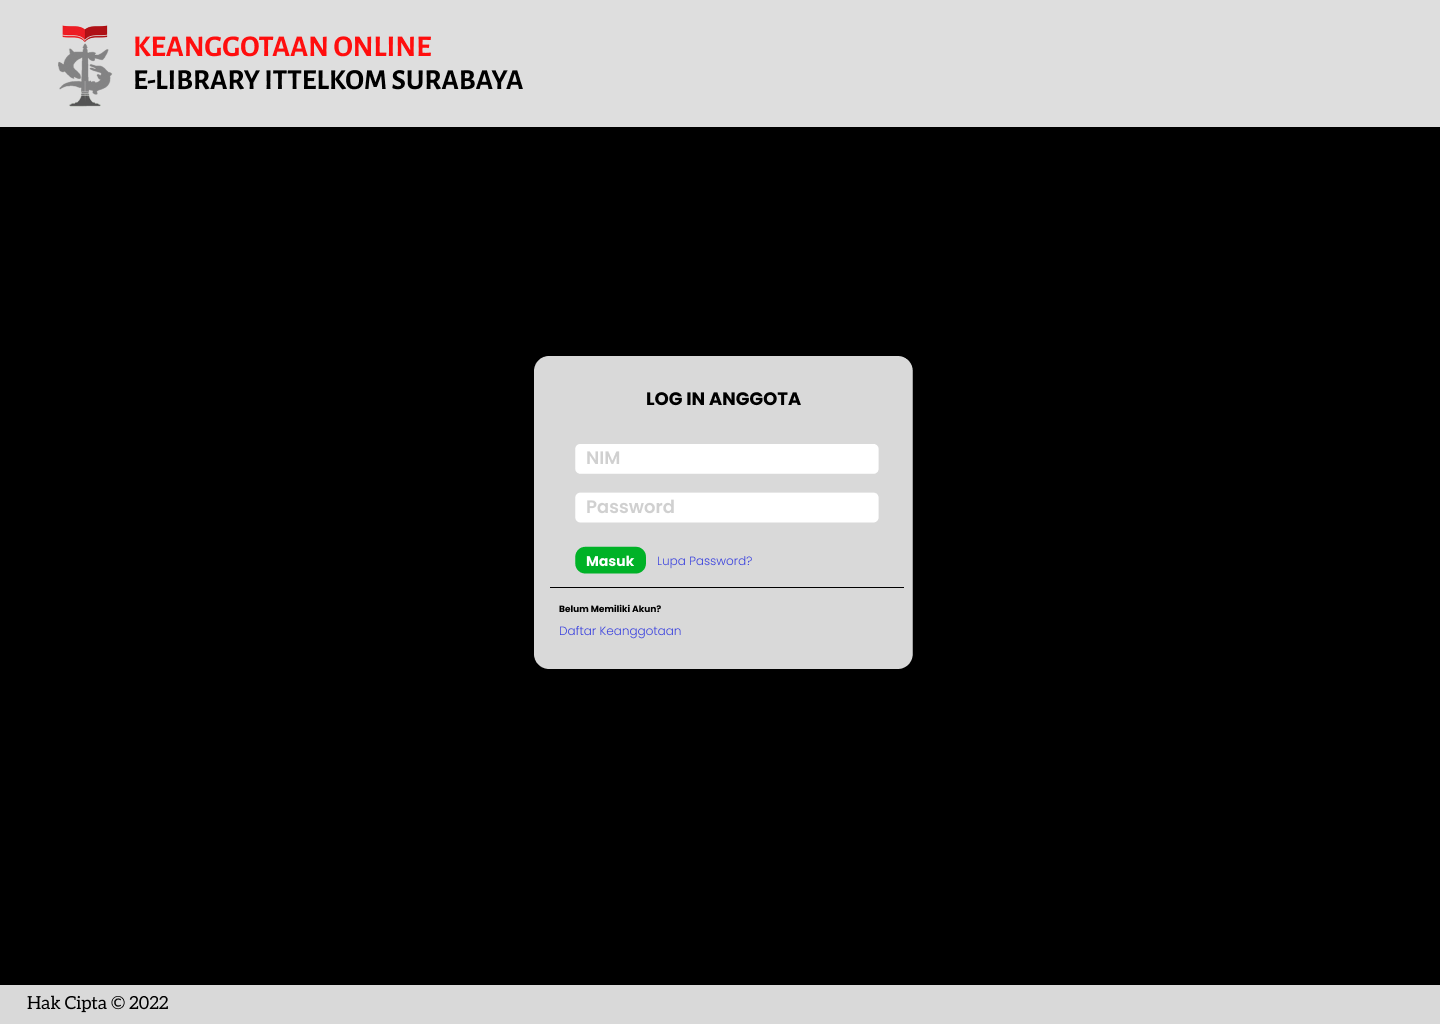 KEANGGOTAAN ONLINE
E-LIBRARY ITTELKOM SURABAYA
LOG IN ANGGOTA
NIM
Password
Masuk Lupa Password?
Belum Memiliki Akun?
Daftar Keanggotaan
Hak Cipta © 2022